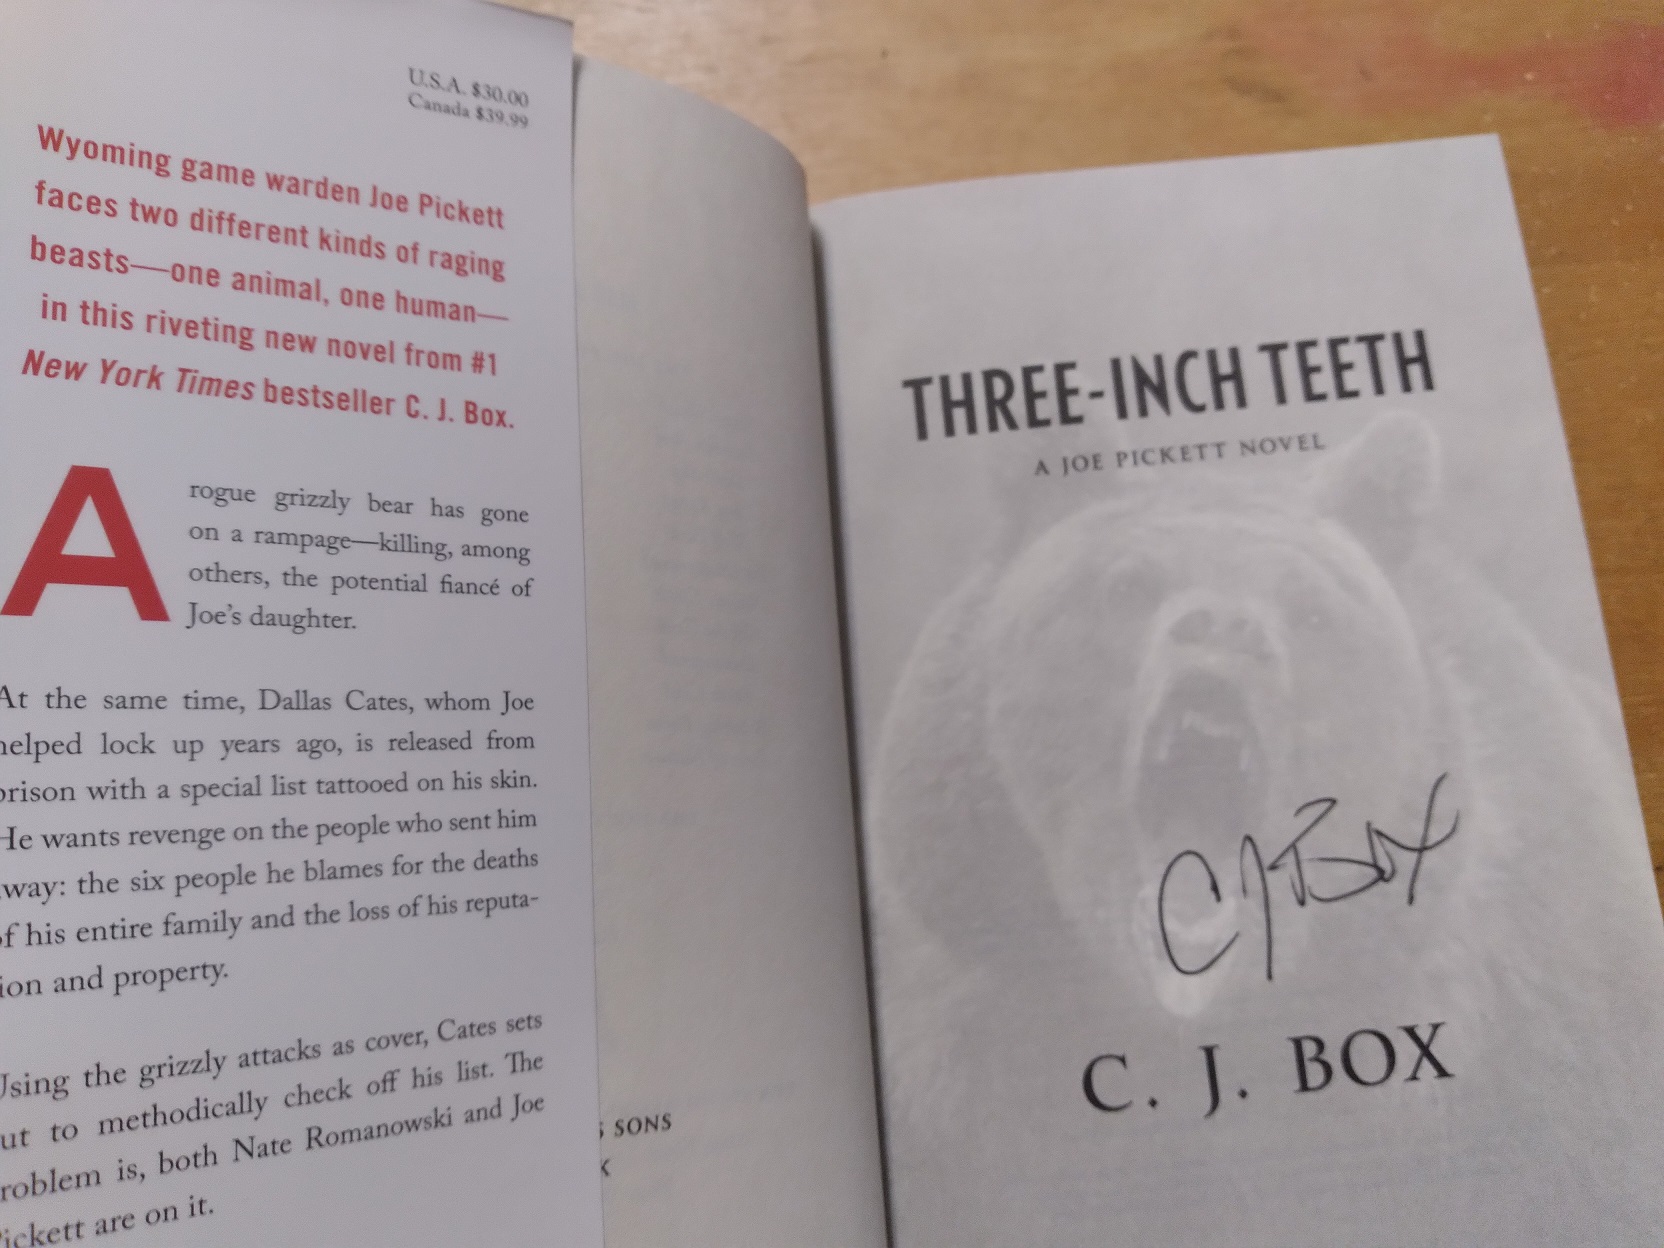 U.S.A. $30.00
Canada $39.99
Wyoming game warden Joe Pickett
faces two different kinds of raging
beasts—one animal, one human—
in this riveting new novel from #1
New York Times bestseller C. J. Box.
A rogue grizzly bear has gone
on a rampage—killing, among
others, the potential fiancé of
Joe's daughter.
At the same time, Dallas Cates, whom Joe
helped lock up years ago, is released from
prison with a special list tattooed on his skin.
He wants revenge on the people who sent him
way: the six people he blames for the deaths
of his entire family and the loss of his reputa-
ion and property.
Using the grizzly attacks as cover, Cates sets
ut to methodically check off his list. The
roblem is, both Nate Romanowski and Joe
Pickett are on it.
SONS
K
THREE-INCH TEETH
A JOE PICKETT NOVEL
CJ Box
C. J. BOX